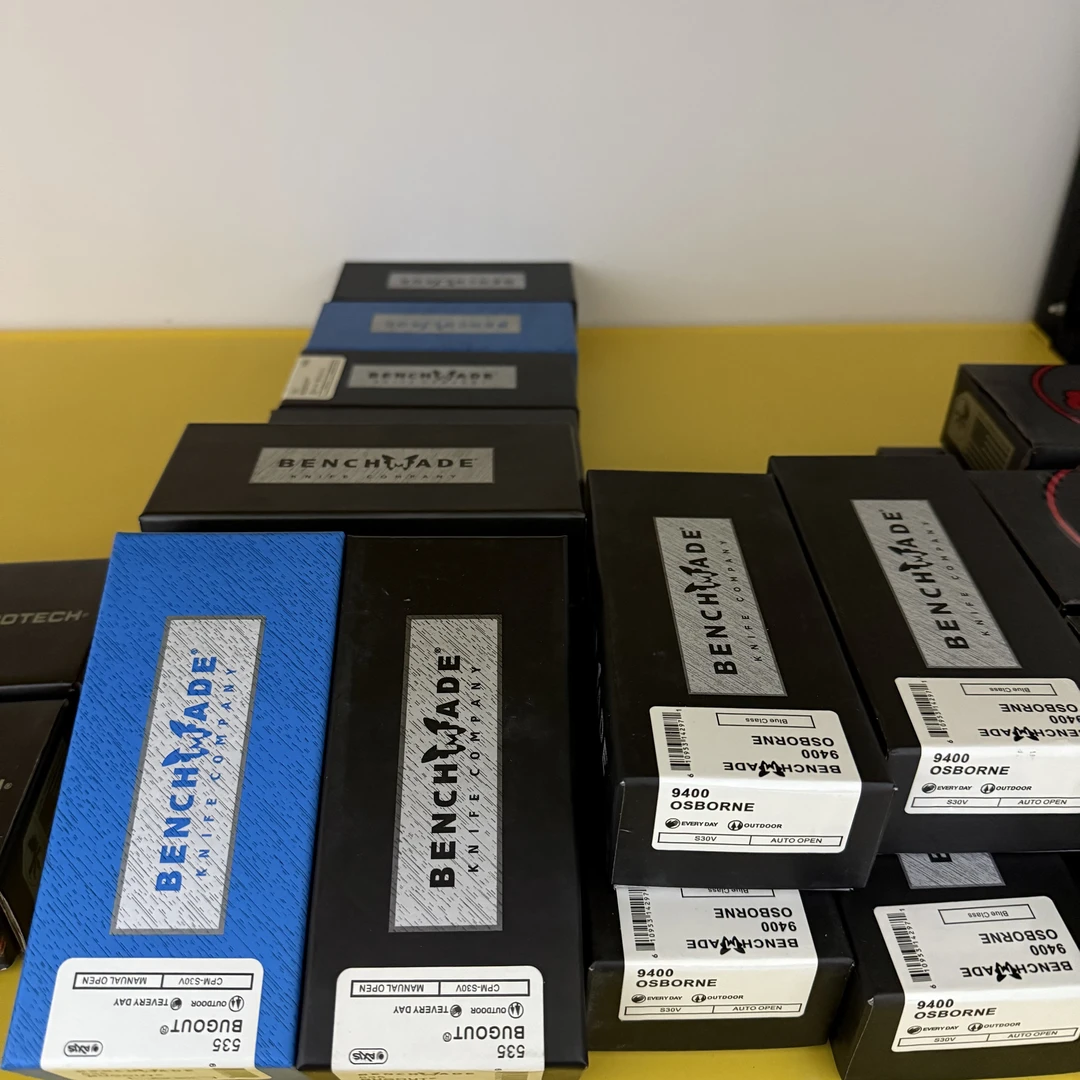 BENCHMADE
BENCHMADE®
KNIFE COMPANY
OTECH
BENCHMADE®
KNIFE COMPANY
CPM-S30V MANUAL OPEN
OUTDOOR EVERY DAY
BUGOUT®
535
AXIS
BENCHMADE®
KNIFE COMPANY
CPM-S30V MANUAL OPEN
OUTDOOR EVERY DAY
BUGOUT®
535
AXIS
BENCHMADE®
KNIFE COMPANY
Blue Class
OSBORNE
9400
BENCHMADE
9400
OSBORNE
EVERY DAY OUTDOOR
S30V AUTO OPEN
BENCHMADE®
KNIFE COMPANY
Blue Class
OSBORNE
9400
BENCHMADE
9400
OSBORNE
EVERY DAY OUTDOOR
S30V AUTO OPEN
Blue Class
OSBORNE
9400
BENCHMADE
9400
OSBORNE
EVERY DAY OUTDOOR
S30V AUTO OPEN
Blue Class
OSBORNE
9400
BENCHMADE
9400
OSBORNE
EVERY DAY OUTDOOR
S30V AUTO OPEN